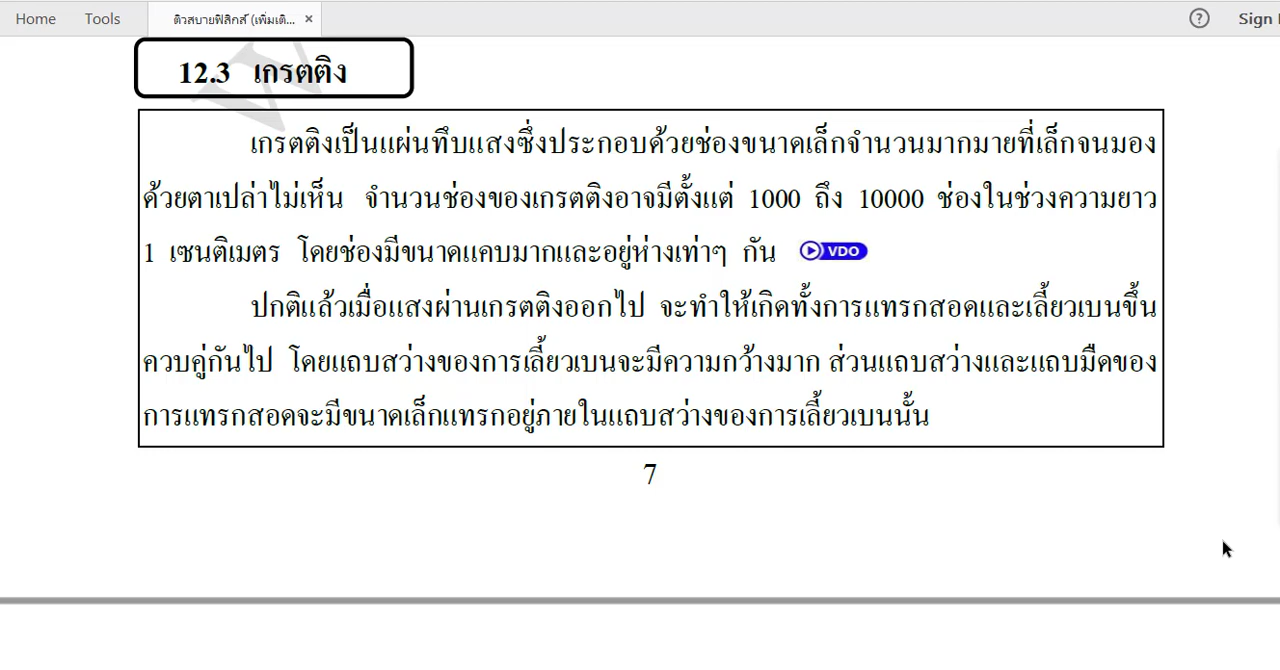 Home Tools ติวสบายฟิสิกส์ (เพิ่มเติ... × ? Sign
12.3 เกรตติง
เกรตติงเป็นแผ่นทึบแสงซึ่งประกอบด้วยช่องขนาดเล็กจำนวนมากมายที่เล็กจนมอง
ด้วยตาเปล่าไม่เห็น จำนวนช่องของเกรตติงอาจมีตั้งแต่ 1000 ถึง 10000 ช่องในช่วงความยาว
1 เซนติเมตร โดยช่องมีขนาดแคบมากและอยู่ห่างเท่าๆ กัน VDO
ปกติแล้วเมื่อแสงผ่านเกรตติงออกไป จะทำให้เกิดทั้งการแทรกสอดและเลี้ยวเบนขึ้น
ควบคู่กันไป โดยแถบสว่างของการเลี้ยวเบนจะมีความกว้างมาก ส่วนแถบสว่างและแถบมืดของ
การแทรกสอดจะมีขนาดเล็กแทรกอยู่ภายในแถบสว่างของการเลี้ยวเบนนั้น
7